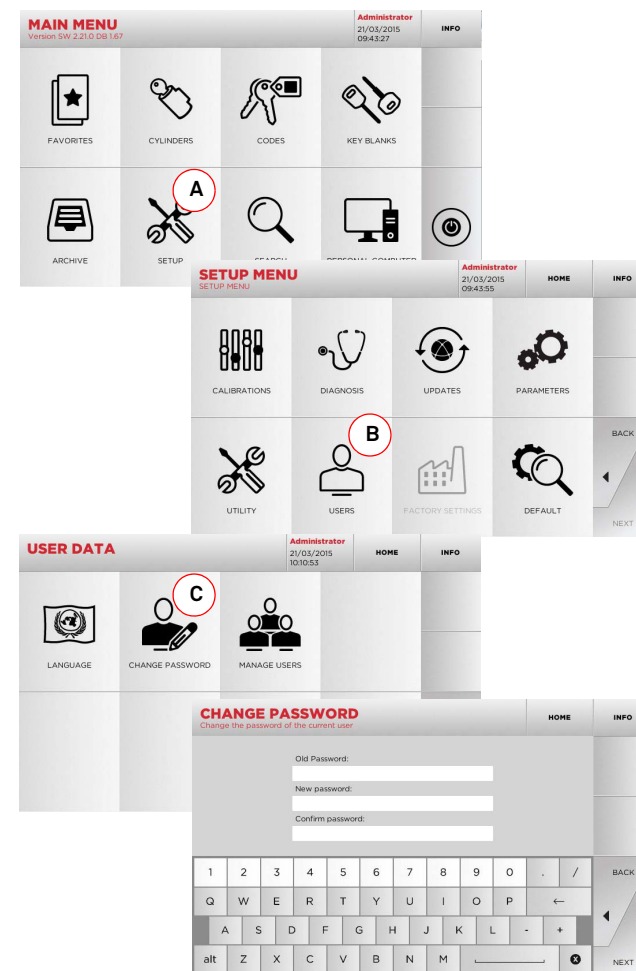 MAIN MENU
Version SW 2.21.0 DB 1.67
Administrator
21/03/2015
09:43:27
INFO
FAVORITES
CYLINDERS
CODES
KEY BLANKS
A
ARCHIVE
SETUP
SEARCH
PERSONAL COMPUTER
SETUP MENU
SETUP MENU
Administrator
21/03/2015
09:43:55
HOME
INFO
CALIBRATIONS
DIAGNOSIS
UPDATES
PARAMETERS
B
BACK
UTILITY
USERS
FACTORY SETTINGS
DEFAULT
NEXT
USER DATA
Administrator
21/03/2015
10:10:53
HOME
INFO
C
LANGUAGE
CHANGE PASSWORD
MANAGE USERS
CHANGE PASSWORD
Change the password of the current user
HOME
INFO
Old Password:
New password:
Confirm password:
1 2 3 4 5 6 7 8 9 0 . /
BACK
Q W E R T Y U I O P ←
A S D F G H J K L - +
alt Z X C V B N M
NEXT